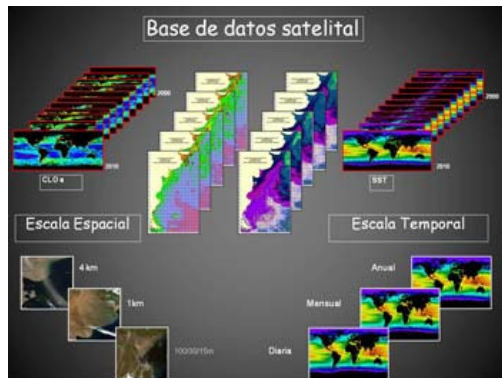 Base de datos satelital
2000
2010
CLO a
2000
2010
SST
Escala Espacial
Escala Temporal
4 km
1km
Anual
Mensual
Diaria